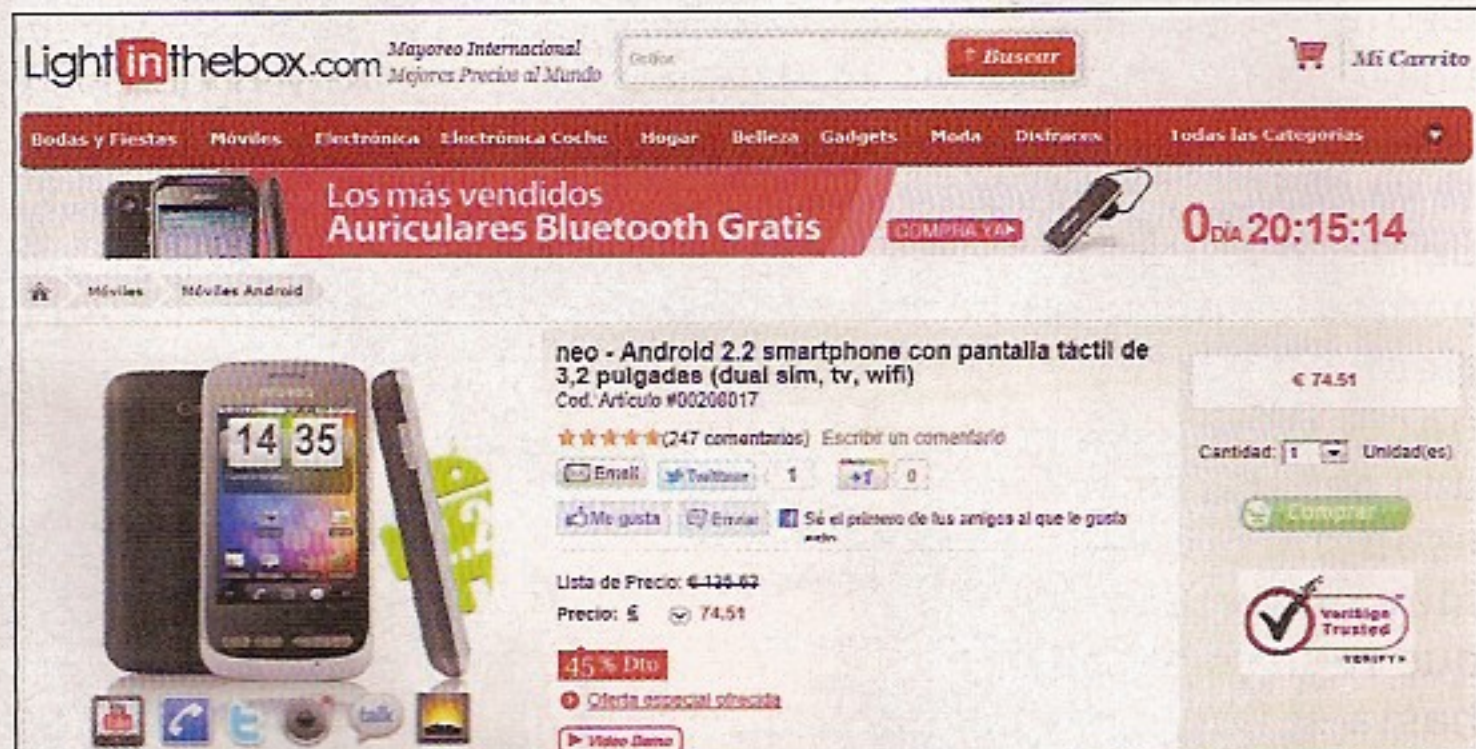 Lightinthebox.com
Mayoreo Internacional
Mejores Precios al Mundo
Buscar
Mi Carrito
Bodas y Fiestas Móviles Electrónica Electrónica Coche Hogar Belleza Gadgets Moda Disfraces Todas las Categorías
Los más vendidos
Auriculares Bluetooth Gratis
COMPRA YA
0 DÍA 20:15:14
Móviles Móviles Android
neo - Android 2.2 smartphone con pantalla táctil de
3,2 pulgadas (dual sim, tv, wifi)
Cod. Artículo #00208017
(247 comentarios) Escribir un comentario
Email 1 +1 0
Me gusta Enviar Sé el primero de tus amigos al que le gusta
Lista de Precio: € 135.63
Precio: € 74.51
45 % Dto
Oferta especial ofrecida
Video Demo
€ 74.51
Cantidad: 1 Unidad(es)
Comprar
VeriSign
Trusted
VERIFY
14 35
talk